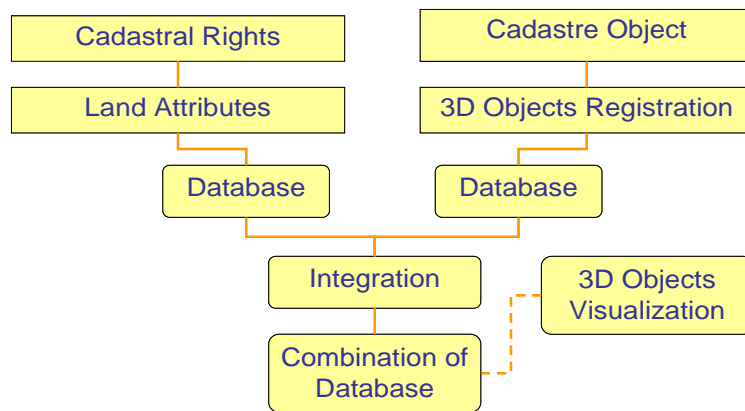 Cadastral Rights
Cadastre Object
Land Attributes
3D Objects Registration
Database
Database
Integration
3D Objects
Visualization
Combination of
Database